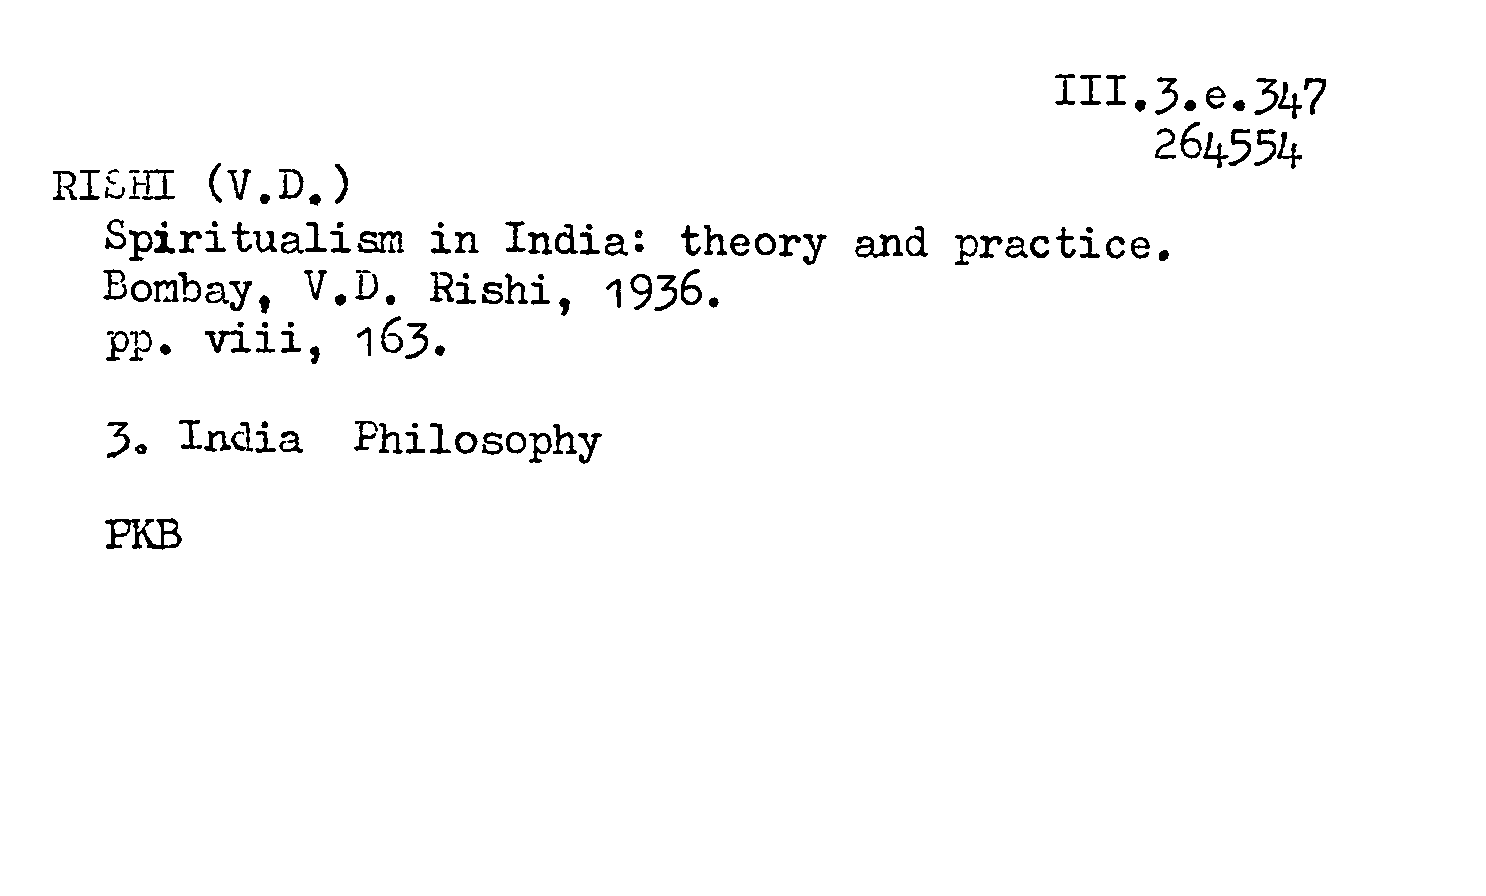 III.3.e.347
264554
RISHI (V.D.)
Spiritualism in India: theory and practice.
Bombay, V.D. Rishi, 1936.
pp. viii, 163.
3. India Philosophy
PKB